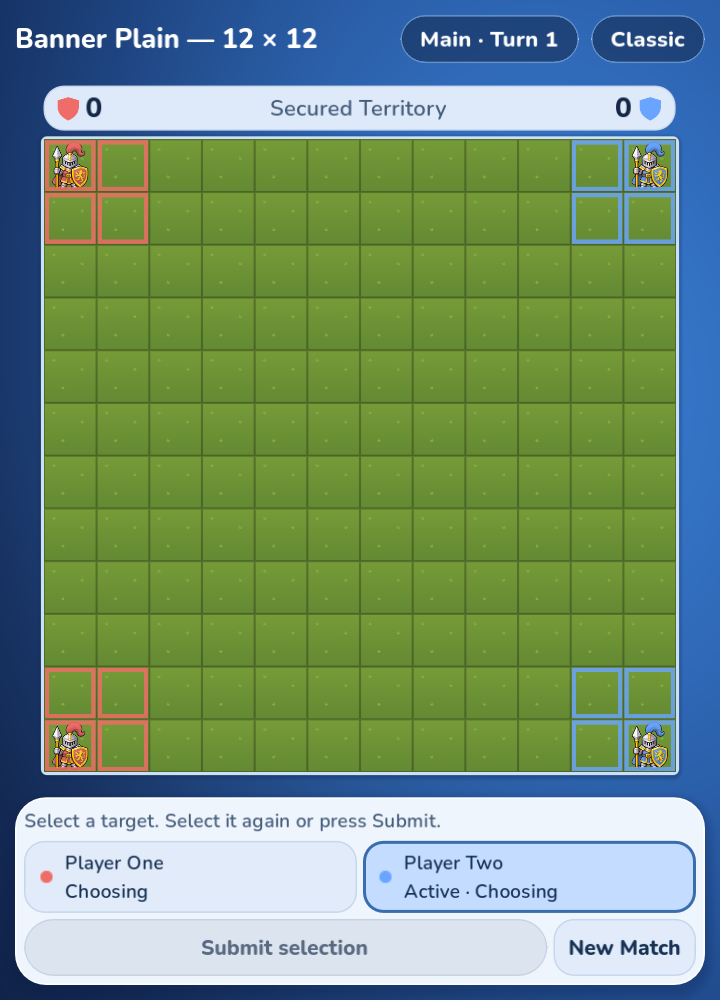 Banner Plain — 12 × 12
Main · Turn 1
Classic
0
Secured Territory
0
Select a target. Select it again or press Submit.
Player One
Choosing
Player Two
Active · Choosing
Submit selection
New Match